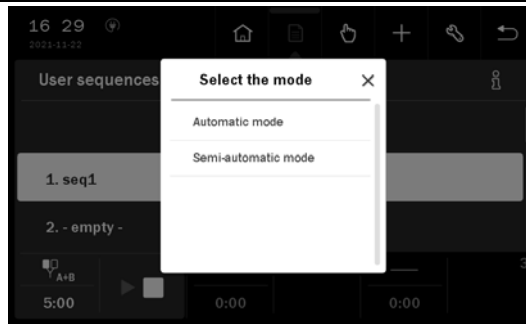 16 29
2021-11-22
User sequences
Select the mode
Automatic mode
Semi-automatic mode
1. seq1
2. - empty -
A+B
5:00
0:00
0:00
3